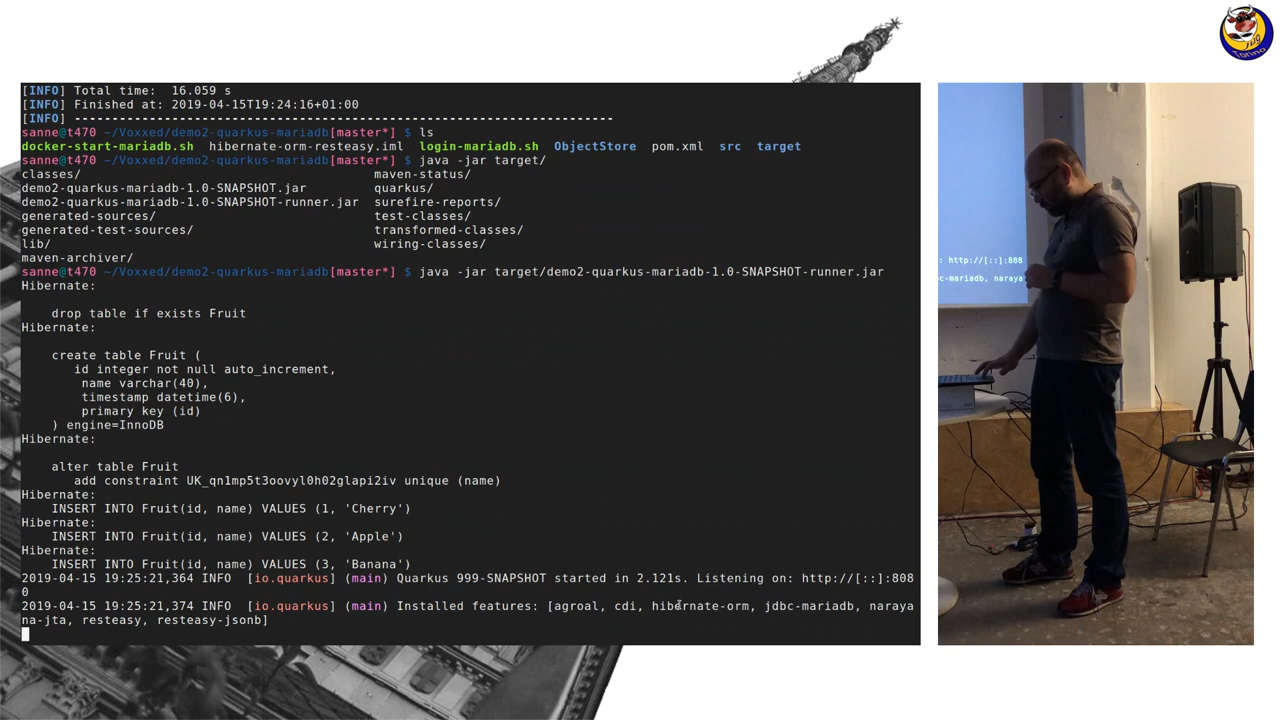 [INFO] Total time:  16.059 s
[INFO] Finished at: 2019-04-15T19:24:16+01:00
[INFO] ------------------------------------------------------------------------
sanne@t470 ~/Voxxed/demo2-quarkus-mariadb[master*] $ ls
docker-start-mariadb.sh  hibernate-orm-resteasy.iml  login-mariadb.sh  ObjectStore  pom.xml  src  target
sanne@t470 ~/Voxxed/demo2-quarkus-mariadb[master*] $ java -jar target/
classes/                                     maven-status/
demo2-quarkus-mariadb-1.0-SNAPSHOT.jar         quarkus/
demo2-quarkus-mariadb-1.0-SNAPSHOT-runner.jar  surefire-reports/
generated-sources/                             test-classes/
generated-test-sources/                        transformed-classes/
lib/                                           wiring-classes/
maven-archiver/
sanne@t470 ~/Voxxed/demo2-quarkus-mariadb[master*] $ java -jar target/demo2-quarkus-mariadb-1.0-SNAPSHOT-runner.jar
Hibernate:
drop table if exists Fruit
Hibernate:
create table Fruit (
id integer not null auto_increment,
name varchar(40),
timestamp datetime(6),
primary key (id)
) engine=InnoDB
Hibernate:
alter table Fruit
add constraint UK_qn1mp5t3oovyl0h02glapi2iv unique (name)
Hibernate:
INSERT INTO Fruit(id, name) VALUES (1, 'Cherry')
Hibernate:
INSERT INTO Fruit(id, name) VALUES (2, 'Apple')
Hibernate:
INSERT INTO Fruit(id, name) VALUES (3, 'Banana')
2019-04-15 19:25:21,364 INFO  [io.quarkus] (main) Quarkus 999-SNAPSHOT started in 2.121s. Listening on: http://[::]:808
0
2019-04-15 19:25:21,374 INFO  [io.quarkus] (main) Installed features: [agroal, cdi, hibernate-orm, jdbc-mariadb, naraya
na-jta, resteasy, resteasy-jsonb]
: http://[::]:808
bc-mariadb, naraya
jug
Torino